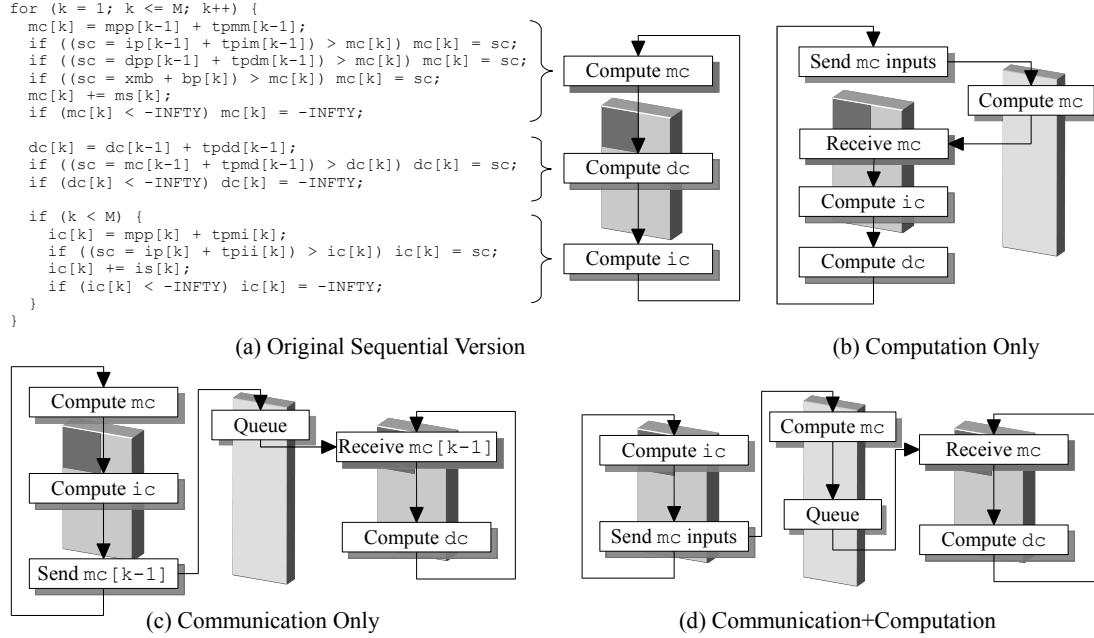 for (k = 1; k <= M; k++) {
  mc[k] = mpp[k-1] + tpmm[k-1];
  if ((sc = ip[k-1] + tpim[k-1]) > mc[k]) mc[k] = sc;
  if ((sc = dpp[k-1] + tpdm[k-1]) > mc[k]) mc[k] = sc;
  if ((sc = xmb + bp[k]) > mc[k]) mc[k] = sc;
  mc[k] += ms[k];
  if (mc[k] < -INFTY) mc[k] = -INFTY;
  dc[k] = dc[k-1] + tpdd[k-1];
  if ((sc = mc[k-1] + tpmd[k-1]) > dc[k]) dc[k] = sc;
  if (dc[k] < -INFTY) dc[k] = -INFTY;
  if (k < M) {
    ic[k] = mpp[k] + tpmi[k];
    if ((sc = ip[k] + tpii[k]) > ic[k]) ic[k] = sc;
    ic[k] += is[k];
    if (ic[k] < -INFTY) ic[k] = -INFTY;
  }
}
Compute mc
Compute dc
Compute ic
(a) Original Sequential Version
Send mc inputs
Compute mc
Receive mc
Compute ic
Compute dc
(b) Computation Only
Compute mc
Compute ic
Send mc[k-1]
Queue
Receive mc[k-1]
Compute dc
(c) Communication Only
Compute ic
Send mc inputs
Compute mc
Queue
Receive mc
Compute dc
(d) Communication+Computation